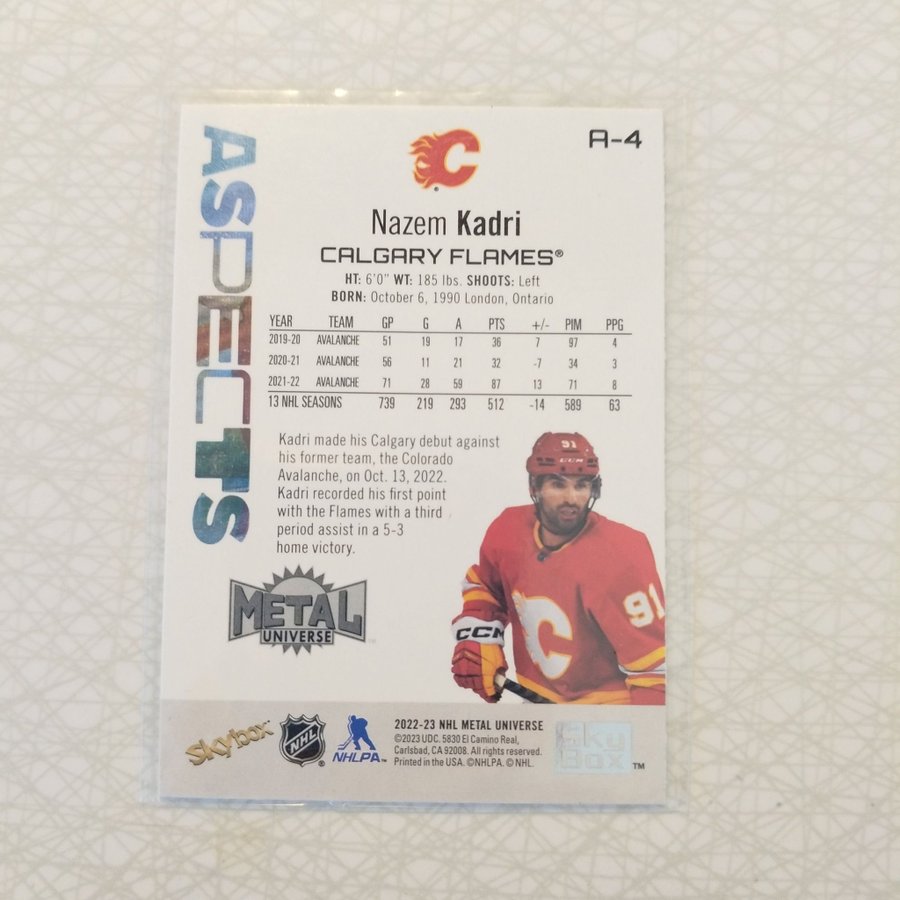 ASPECTS
C
A-4
Nazem Kadri
CALGARY FLAMES®
HT: 6'0" WT: 185 lbs. SHOOTS: Left
BORN: October 6, 1990 London, Ontario
YEAR TEAM GP G A PTS +/- PIM PPG
2019-20 AVALANCHE 51 19 17 36 7 97 4
2020-21 AVALANCHE 56 11 21 32 -7 34 3
2021-22 AVALANCHE 71 28 59 87 13 71 8
13 NHL SEASONS 739 219 293 512 -14 589 63
Kadri made his Calgary debut against
his former team, the Colorado
Avalanche, on Oct. 13, 2022.
Kadri recorded his first point
with the Flames with a third
period assist in a 5-3
home victory.
91
CCM
91
C
CCM
METAL
UNIVERSE
skybox™
NHL
NHLPA™
2022-23 NHL METAL UNIVERSE
©2023 UDC. 5830 El Camino Real,
Carlsbad, CA 92008. All rights reserved.
Printed in the USA. ©NHLPA. © NHL.
Sky
Box ™